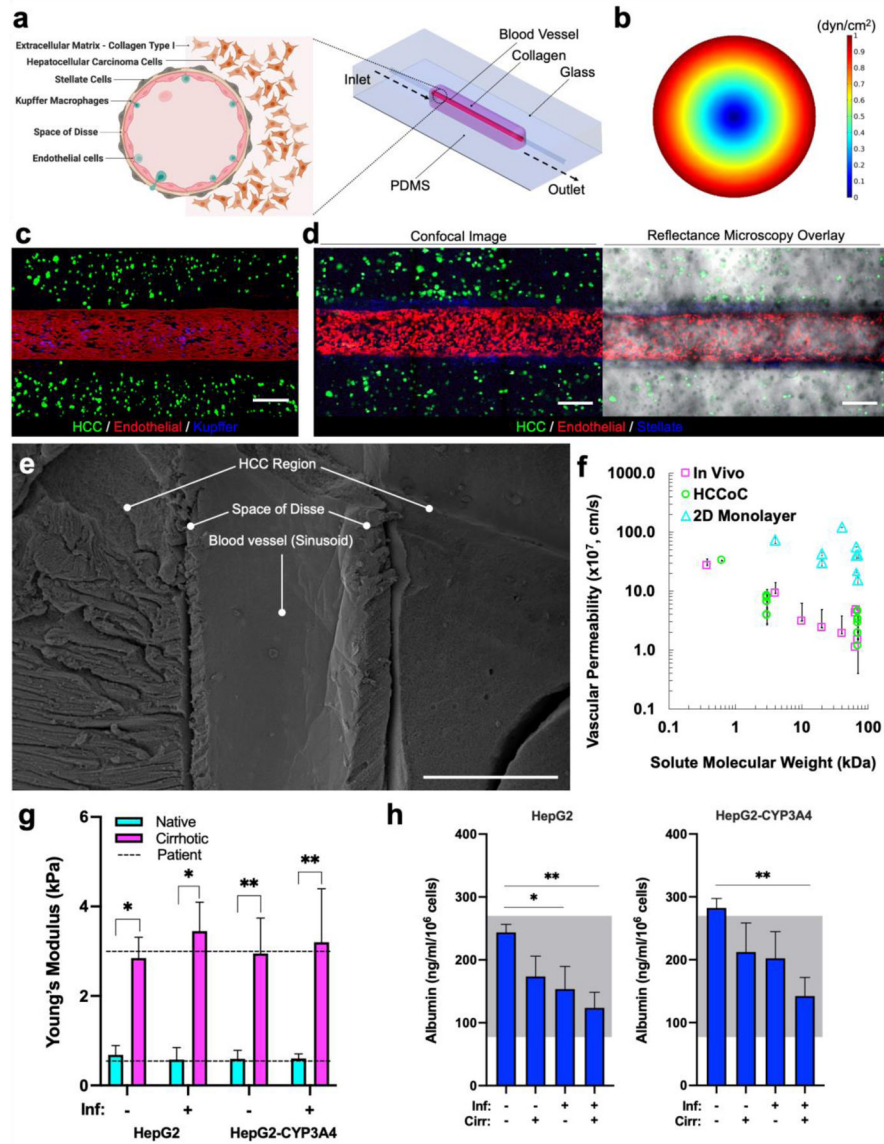 a
Extracellular Matrix - Collagen Type I
Hepatocellular Carcinoma Cells
Stellate Cells
Kupffer Macrophages
Space of Disse
Endothelial cells
Blood Vessel
Collagen
Glass
Inlet
PDMS
Outlet
b
(dyn/cm²)
1
0.9
0.8
0.7
0.6
0.5
0.4
0.3
0.2
0.1
0
c
HCC / Endothelial / Kupffer
d
Confocal Image
Reflectance Microscopy Overlay
HCC / Endothelial / Stellate
e
HCC Region
Space of Disse
Blood vessel (Sinusoid)
f
In Vivo
HCCoC
2D Monolayer
Vascular Permeability (x10⁷, cm/s)
1000.0
100.0
10.0
1.0
0.1
0.1 1 10 100
Solute Molecular Weight (kDa)
g
Native
Cirrhotic
Patient
Young's Modulus (kPa)
6
4
2
0
* * ** **
Inf: - + - +
HepG2 HepG2-CYP3A4
h
HepG2
Albumin (ng/ml/10⁶ cells)
400
300
200
100
0
**
*
Inf: - - + +
Cirr: - + - +
HepG2-CYP3A4
Albumin (ng/ml/10⁶ cells)
400
300
200
100
0
**
Inf: - - + +
Cirr: - + - +